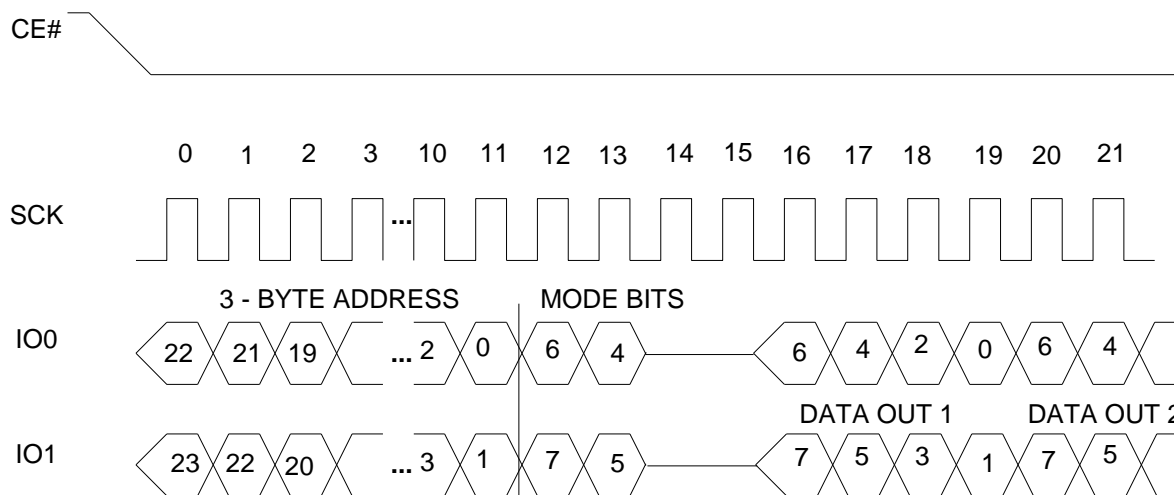 CE#
0 1 2 3 10 11 12 13 14 15 16 17 18 19 20 21
SCK ...
3 - BYTE ADDRESS MODE BITS
IO0 22 21 19 ... 2 0 6 4 6 4 2 0 6 4
DATA OUT 1 DATA OUT 2
IO1 23 22 20 ... 3 1 7 5 7 5 3 1 7 5